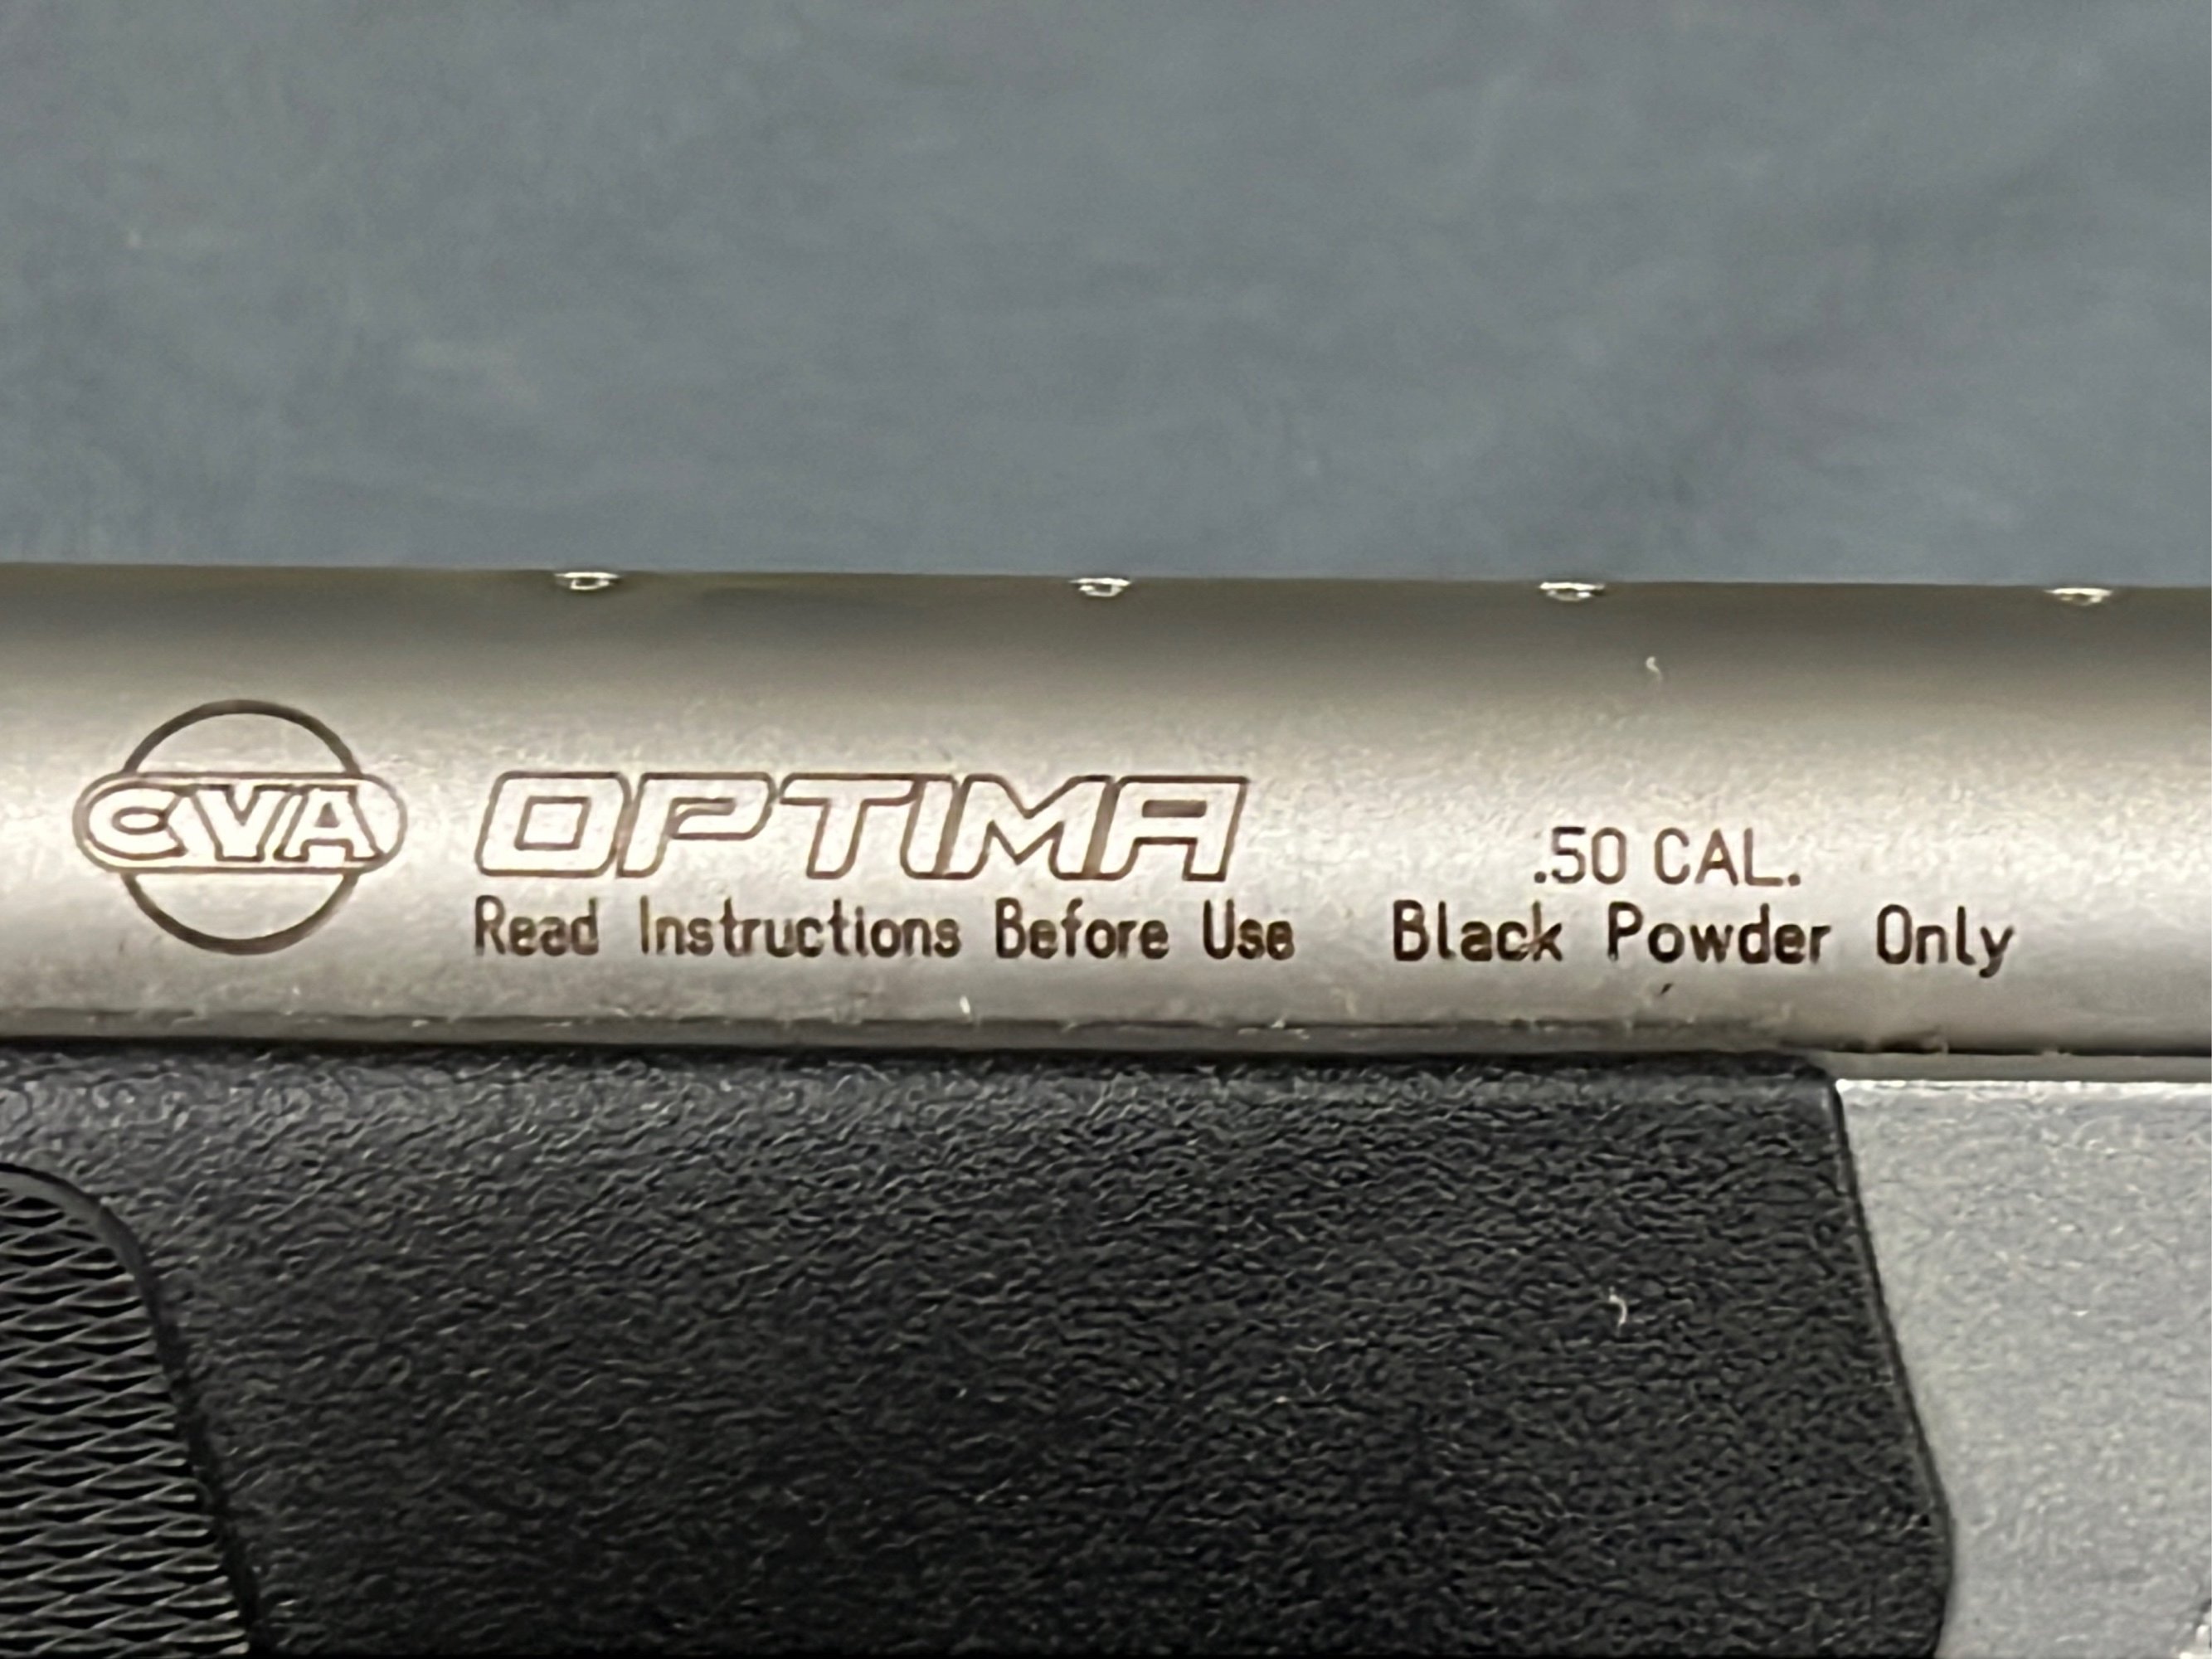 CVA OPTIMA
Read Instructions Before Use
.50 CAL.
Black Powder Only